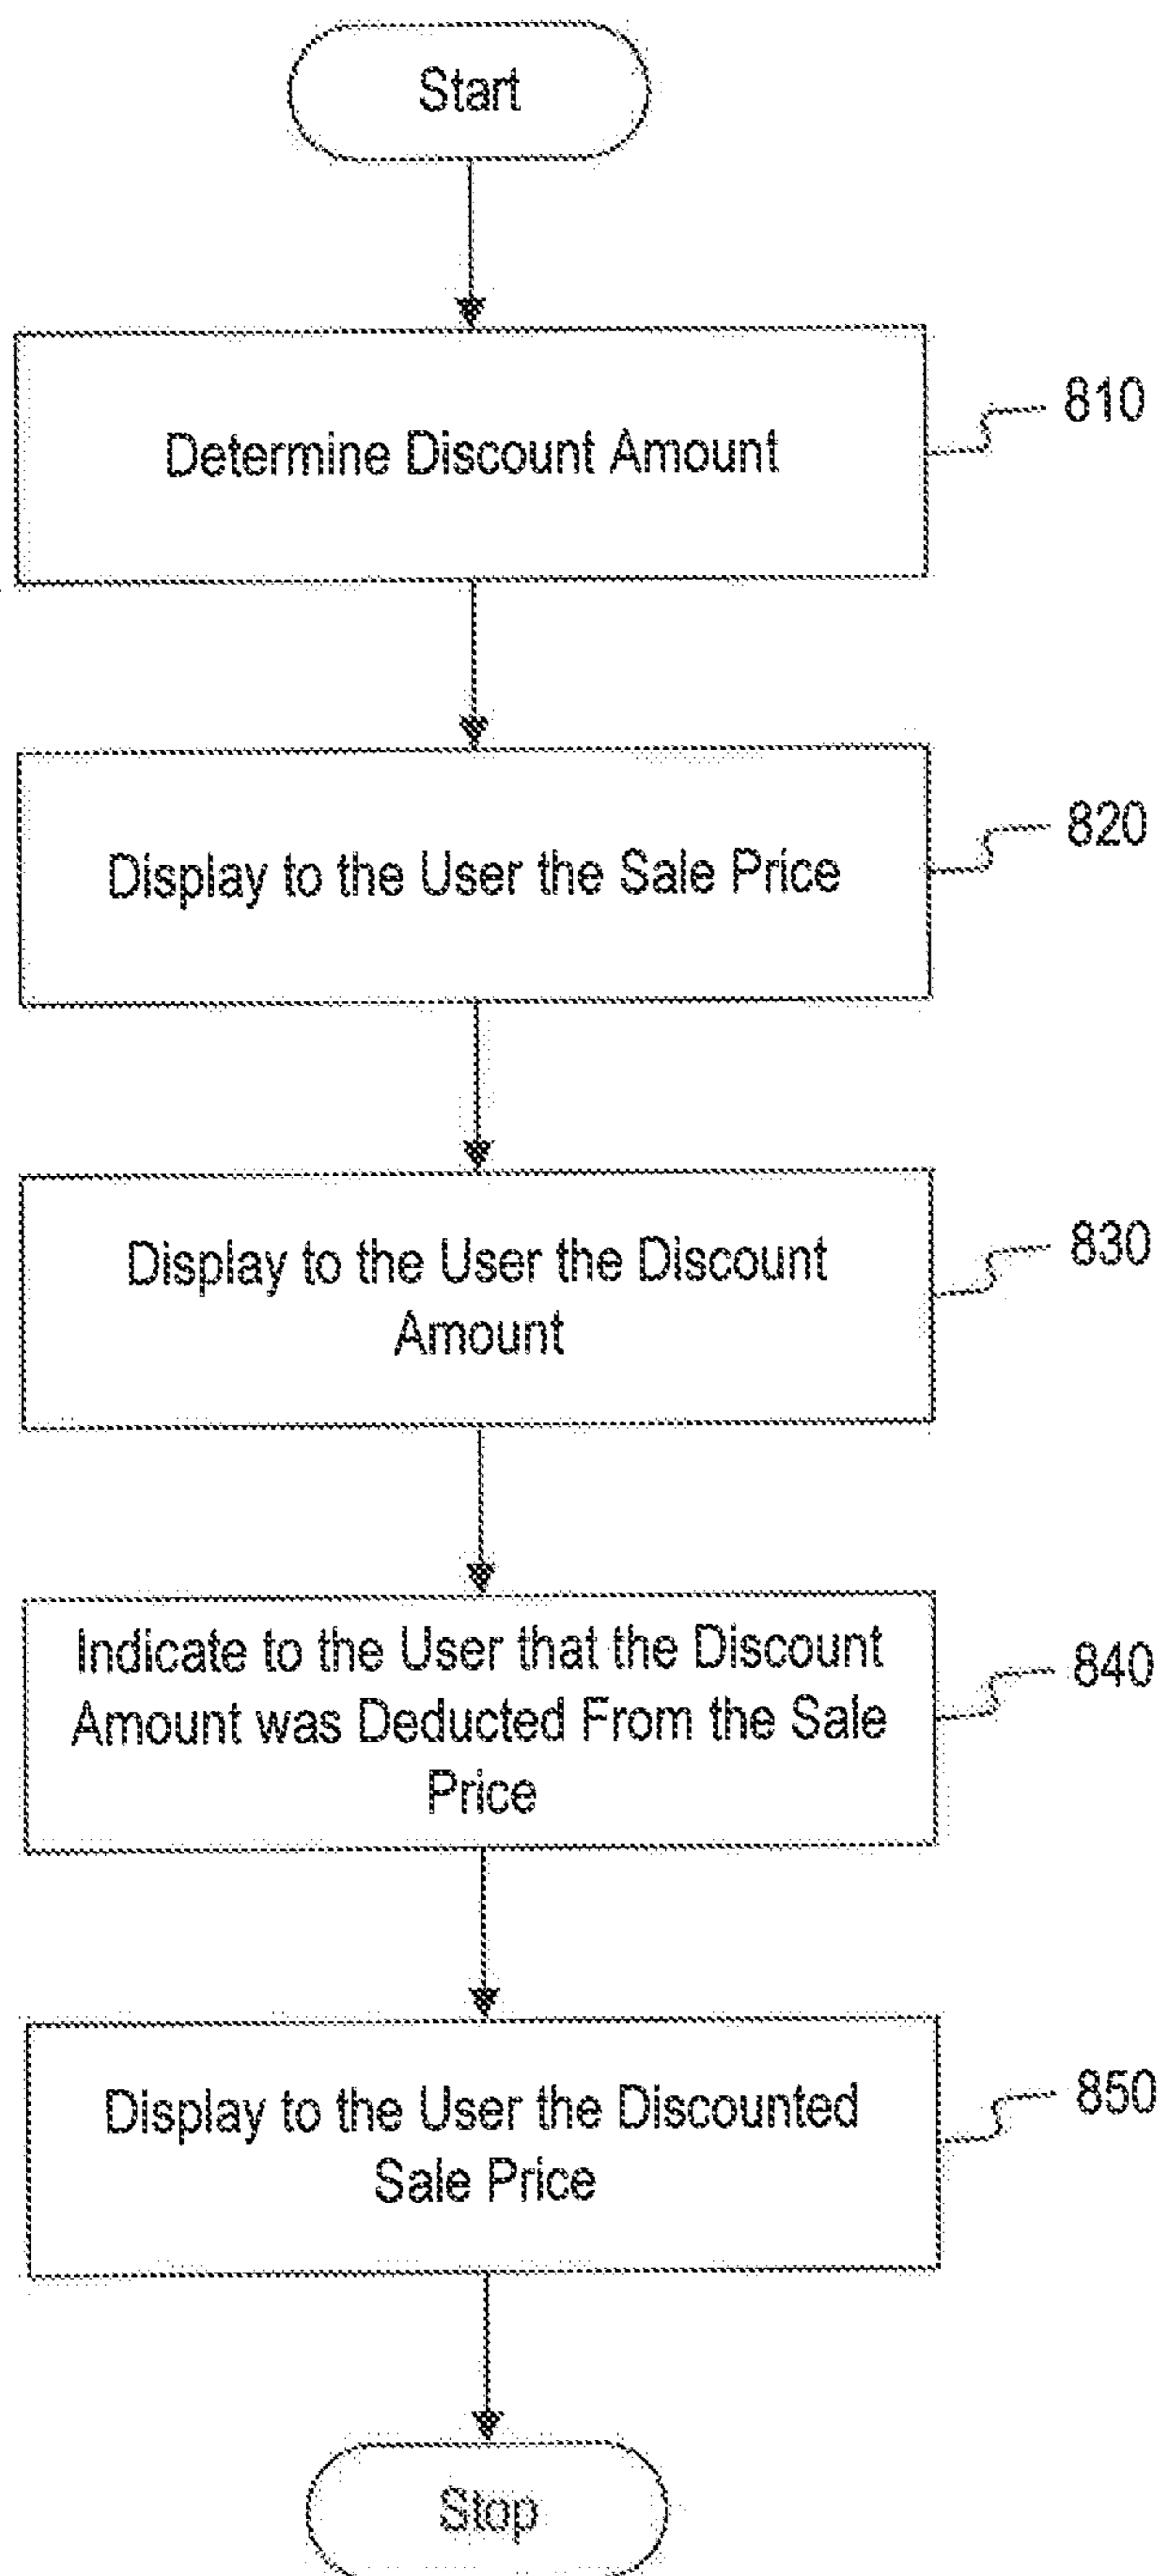 Start
810
Determine Discount Amount
820
Display to the User the Sale Price
830
Display to the User the Discount
Amount
840
Indicate to the User that the Discount
Amount was Deducted From the Sale
Price
850
Display to the User the Discounted
Sale Price
Stop